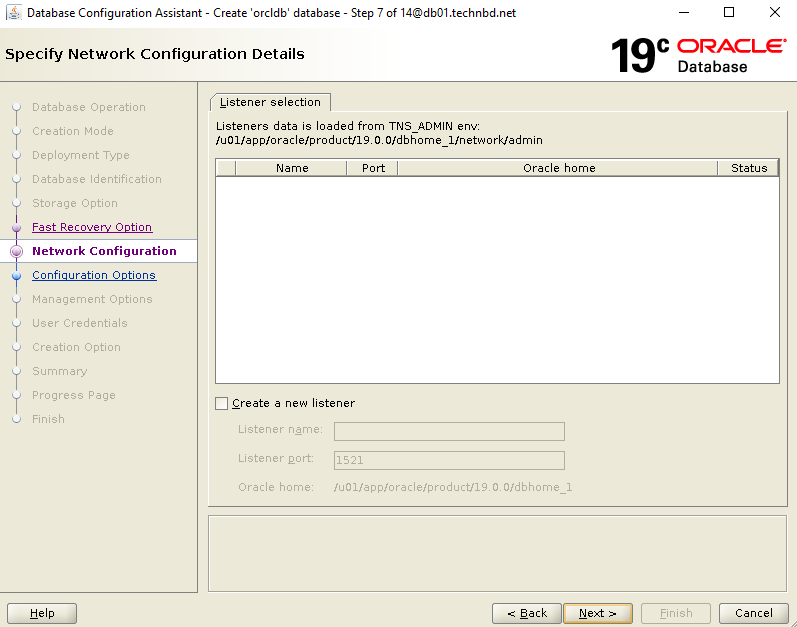 Database Configuration Assistant - Create 'orcldb' database - Step 7 of 14@db01.technbd.net
Specify Network Configuration Details
19c ORACLE
Database
Database Operation
Creation Mode
Deployment Type
Database Identification
Storage Option
Fast Recovery Option
Network Configuration
Configuration Options
Management Options
User Credentials
Creation Option
Summary
Progress Page
Finish
Listener selection
Listeners data is loaded from TNS_ADMIN env:
/u01/app/oracle/product/19.0.0/dbhome_1/network/admin
Name Port Oracle home Status
Create a new listener
Listener name:
Listener port: 1521
Oracle home: /u01/app/oracle/product/19.0.0/dbhome_1
Help < Back Next > Finish Cancel